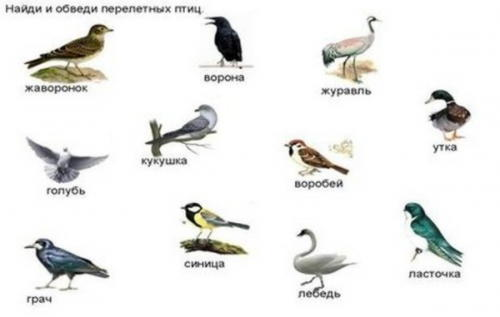 Найди и обведи перелетных птиц.
жаворонок
ворона
журавль
утка
кукушка
голубь
воробей
синица
ласточка
грач
лебедь